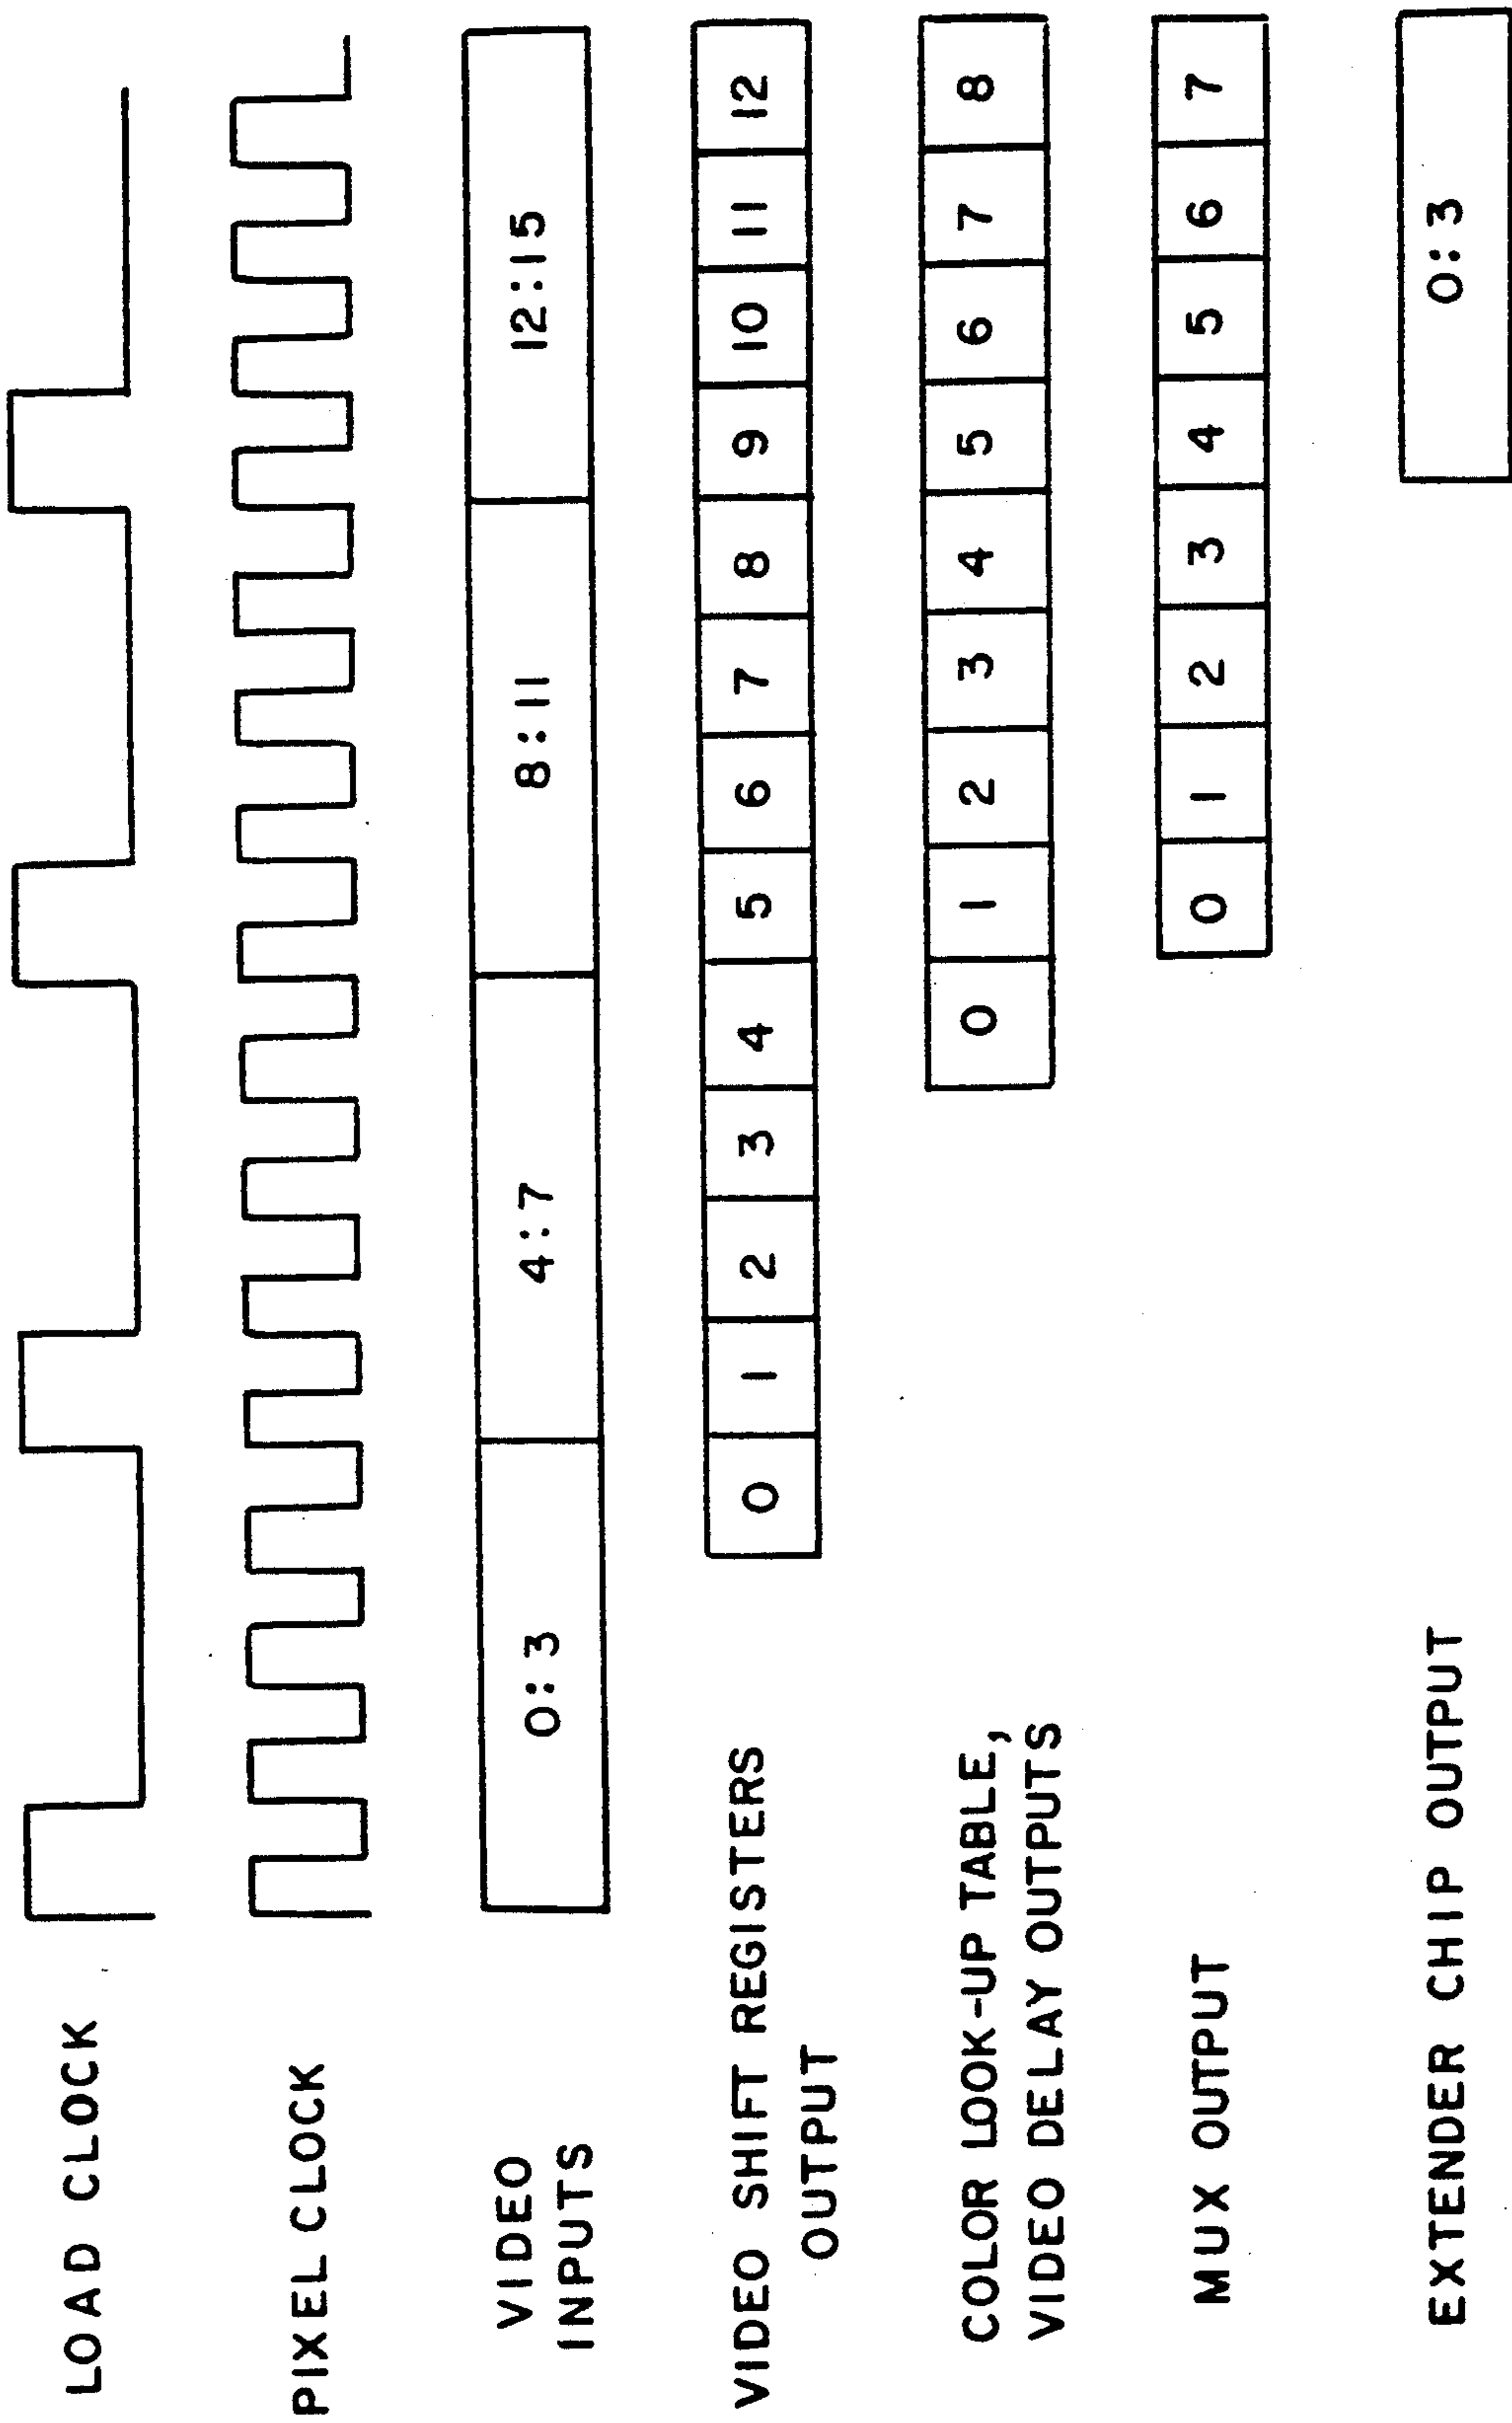 LOAD CLOCK
PIXEL CLOCK
VIDEO
INPUTS
0:3 4:7 8:11 12:15
VIDEO SHIFT REGISTERS
OUTPUT
0 1 2 3 4 5 6 7 8 9 10 11 12
COLOR LOOK-UP TABLE,
VIDEO DELAY OUTPUTS
0 1 2 3 4 5 6 7 8
MUX OUTPUT
0 1 2 3 4 5 6 7
EXTENDER CHIP OUTPUT
0:3